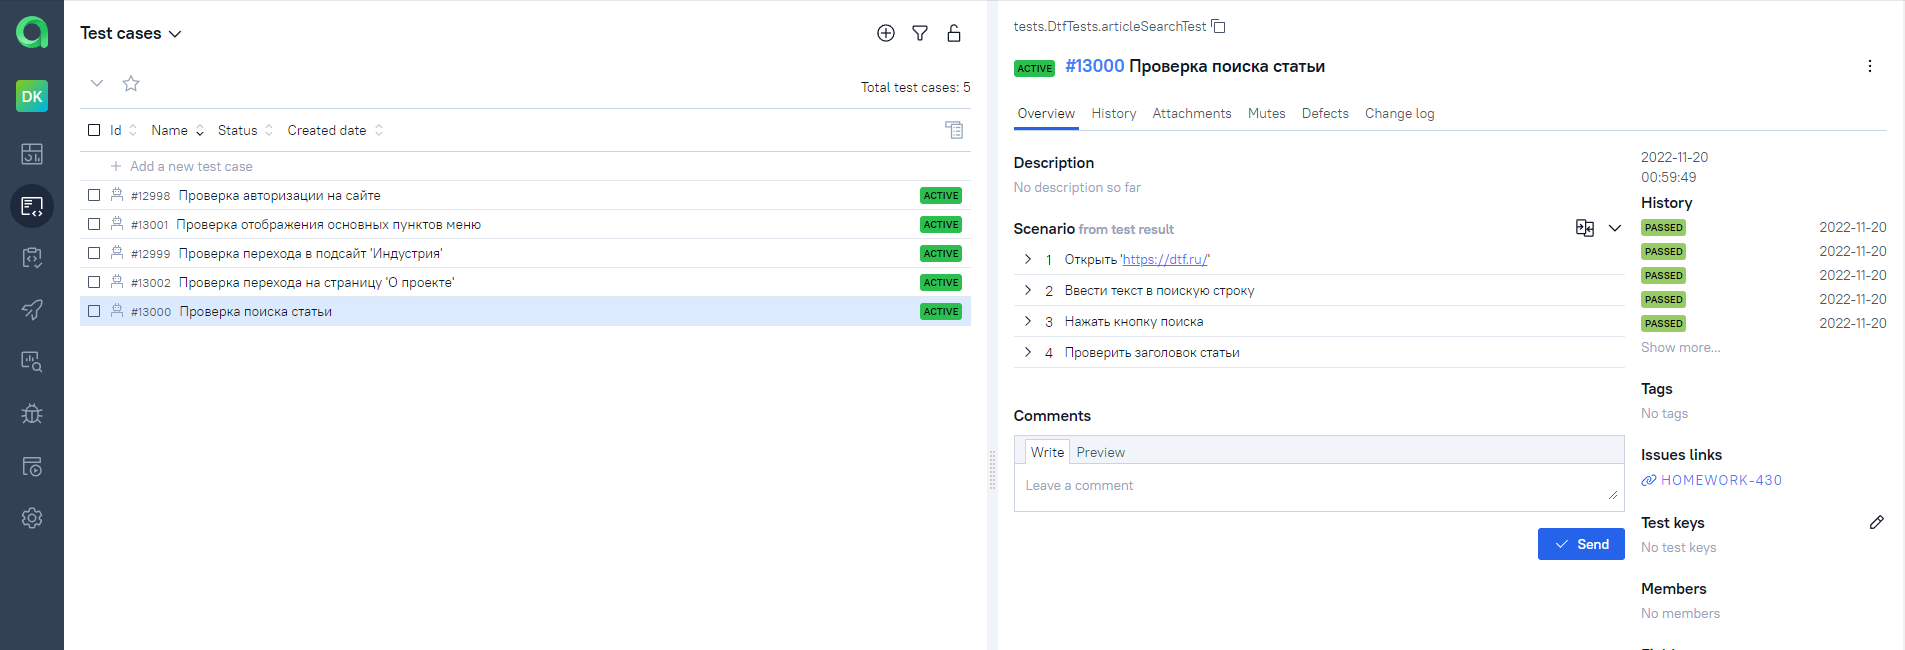 DK
Test cases
Total test cases: 5
Id Name Status Created date
Add a new test case
#12998 Проверка авторизации на сайте ACTIVE
#13001 Проверка отображения основных пунктов меню ACTIVE
#12999 Проверка перехода в подсайт 'Индустрия' ACTIVE
#13002 Проверка перехода на страницу 'О проекте' ACTIVE
#13000 Проверка поиска статьи ACTIVE
tests.DtfTests.articleSearchTest
ACTIVE #13000 Проверка поиска статьи
Overview History Attachments Mutes Defects Change log
Description
No description so far
Scenario from test result
1 Открыть 'https://dtf.ru/'
2 Ввести текст в поискую строку
3 Нажать кнопку поиска
4 Проверить заголовок статьи
Comments
Write Preview
Leave a comment
Send
2022-11-20
00:59:49
History
PASSED 2022-11-20
PASSED 2022-11-20
PASSED 2022-11-20
PASSED 2022-11-20
PASSED 2022-11-20
Show more...
Tags
No tags
Issues links
HOMEWORK-430
Test keys
No test keys
Members
No members